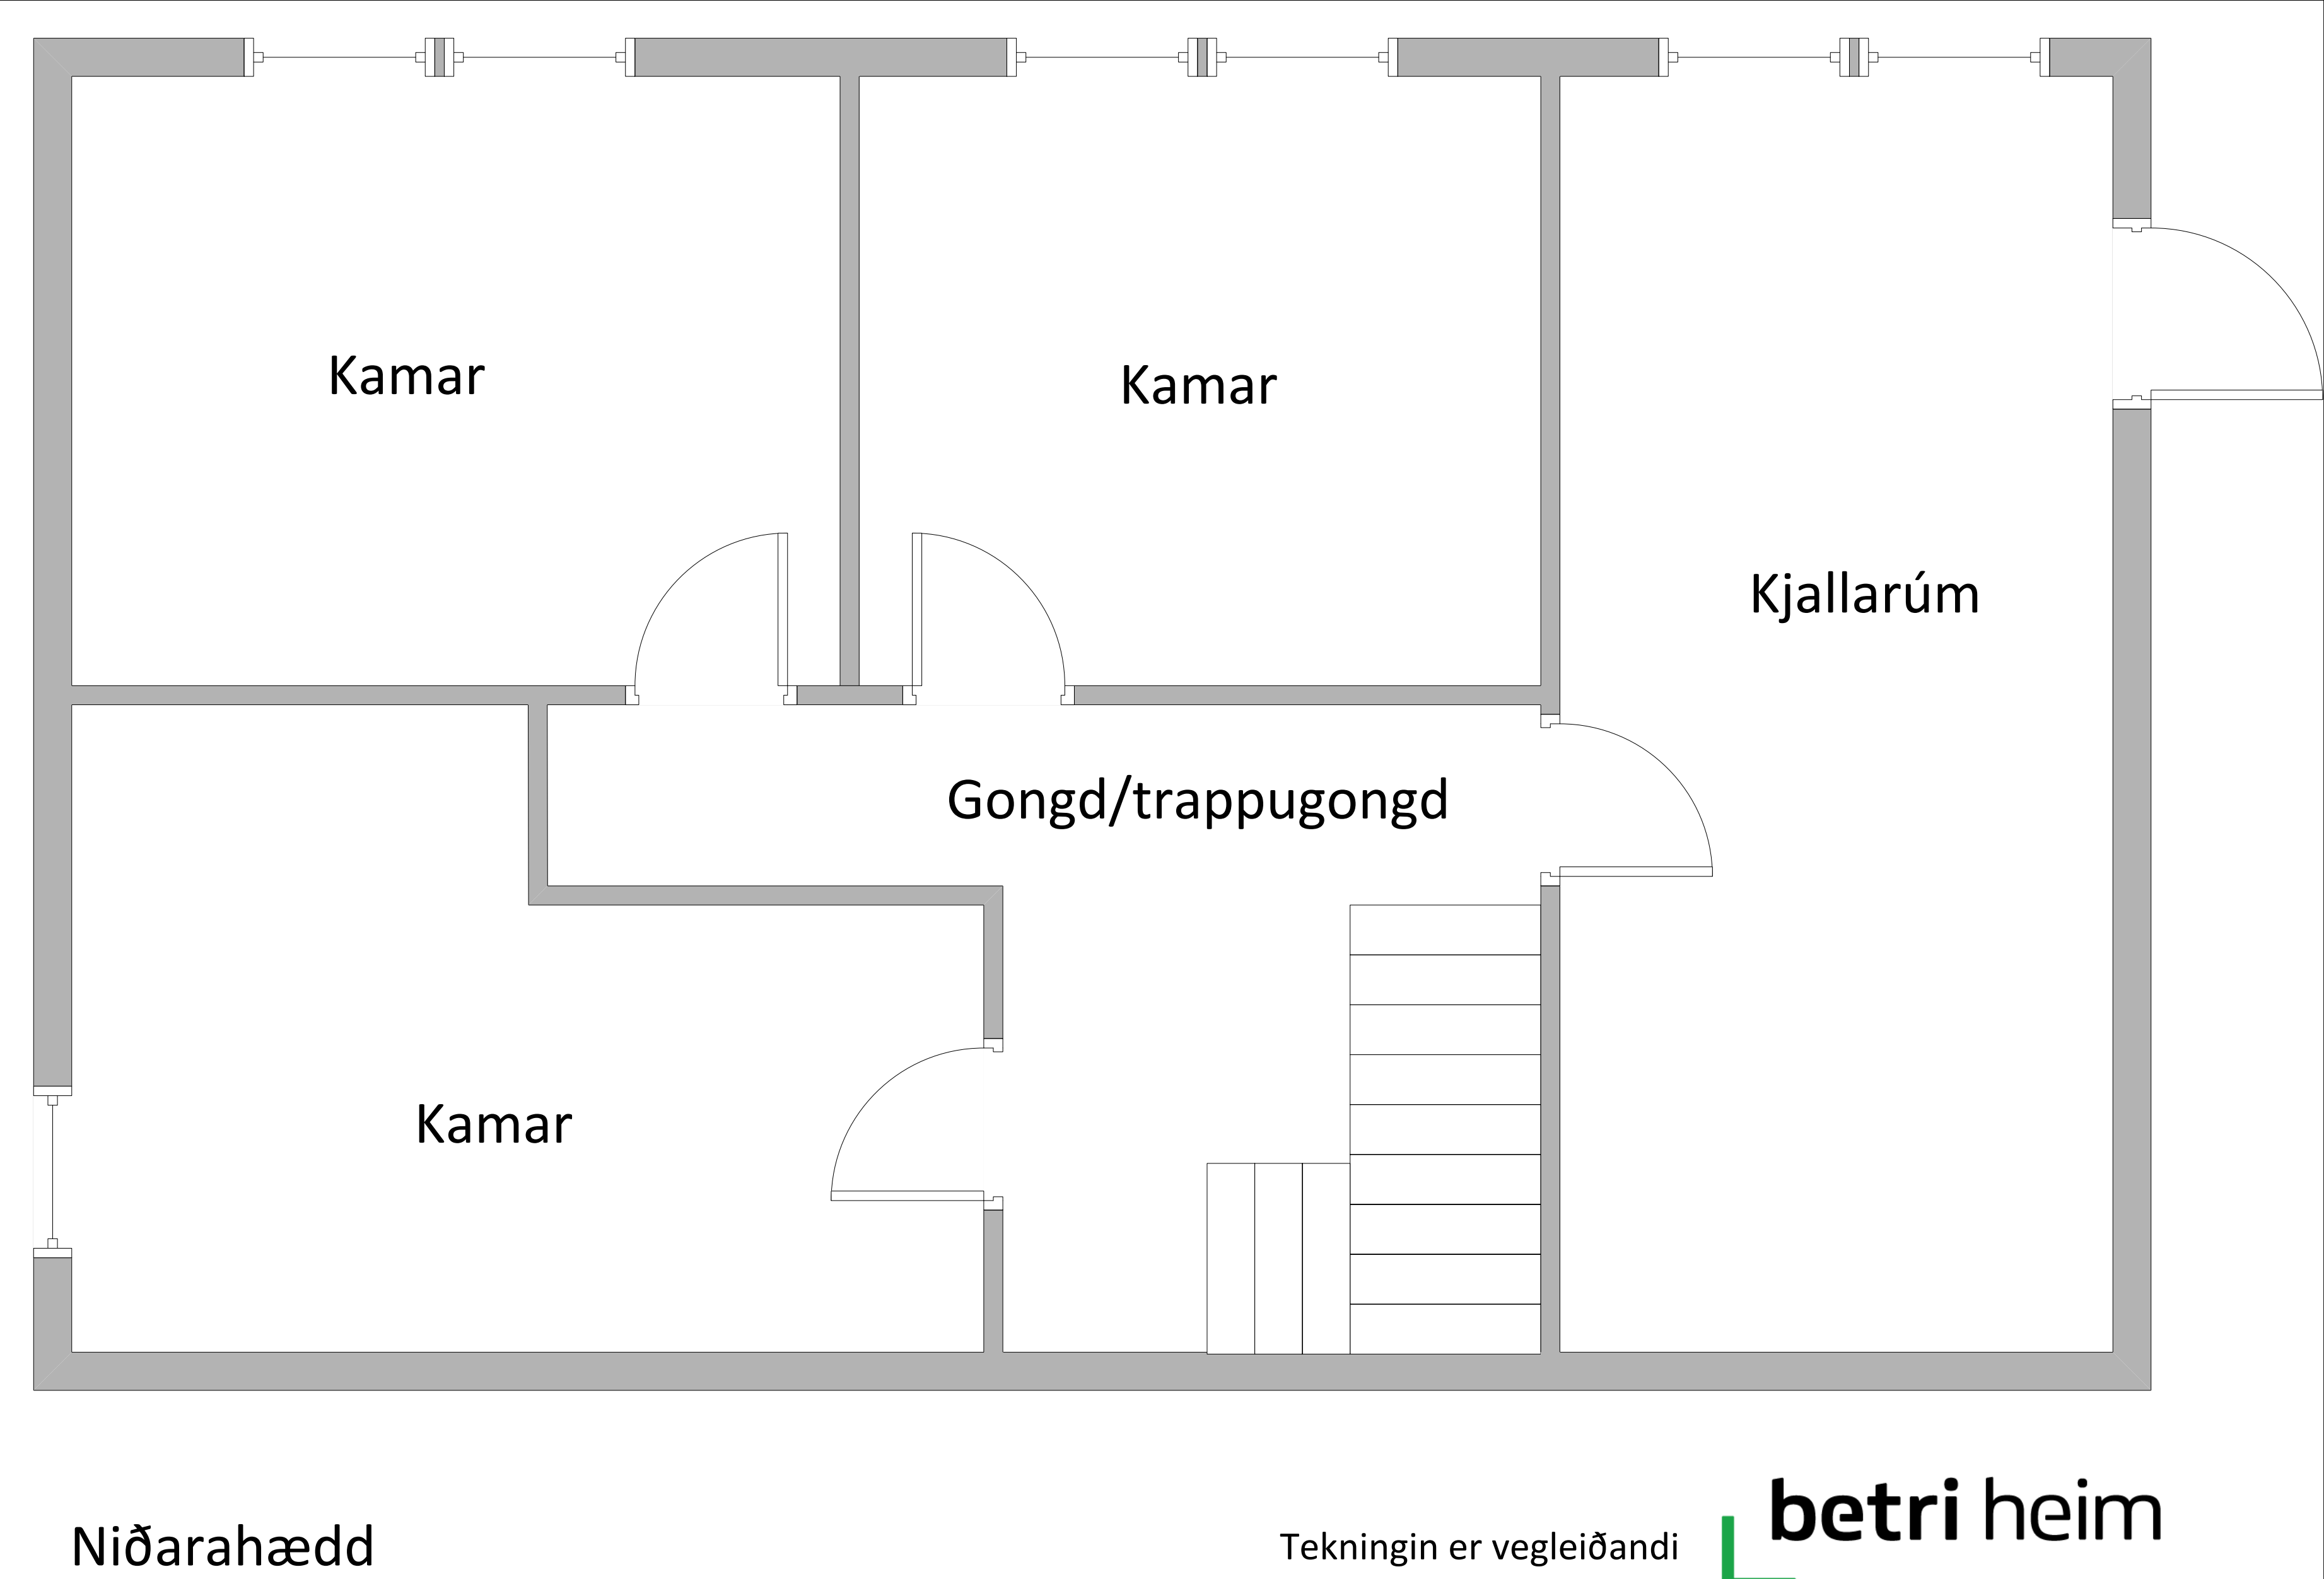 Kamar
Kamar
Kjallarúm
Gongd/trappugongd
Kamar
Niðarahædd
Tekningin er vegleiðandi
betri heim